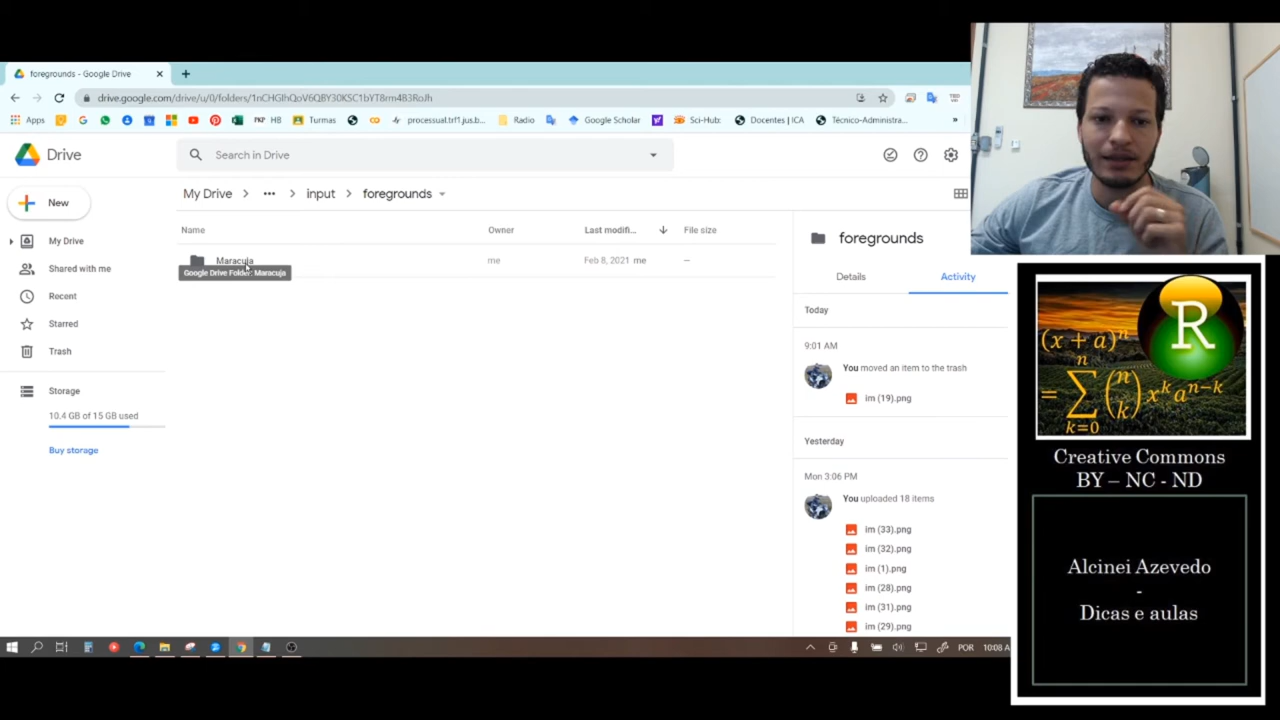 foregrounds - Google Drive
drive.google.com/drive/u/0/folders/1nCHGlhQoV6QBY30KSC1bYT8rm4B3RoJh
Apps
HB
Turmas
processual.trf1.jus.b...
Radio
Google Scholar
Sci-Hub:
Docentes | ICA
Técnico-Administra...
»
Drive
Search in Drive
New
My Drive
Shared with me
Recent
Starred
Trash
Storage
10.4 GB of 15 GB used
Buy storage
My Drive > ... > input > foregrounds
Name Owner Last modifi... File size
Maracuja me Feb 8, 2021 me –
Google Drive Folder: Maracuja
foregrounds
Details Activity
Today
9:01 AM
You moved an item to the trash
im (19).png
Yesterday
Mon 3:06 PM
You uploaded 18 items
im (33).png
im (32).png
im (1).png
im (28).png
im (31).png
im (29).png
POR 10:08 A
R
(x + a)^n
= ∑ n k=0 (n k) x^k a^n−k
Creative Commons
BY – NC - ND
Alcinei Azevedo
-
Dicas e aulas